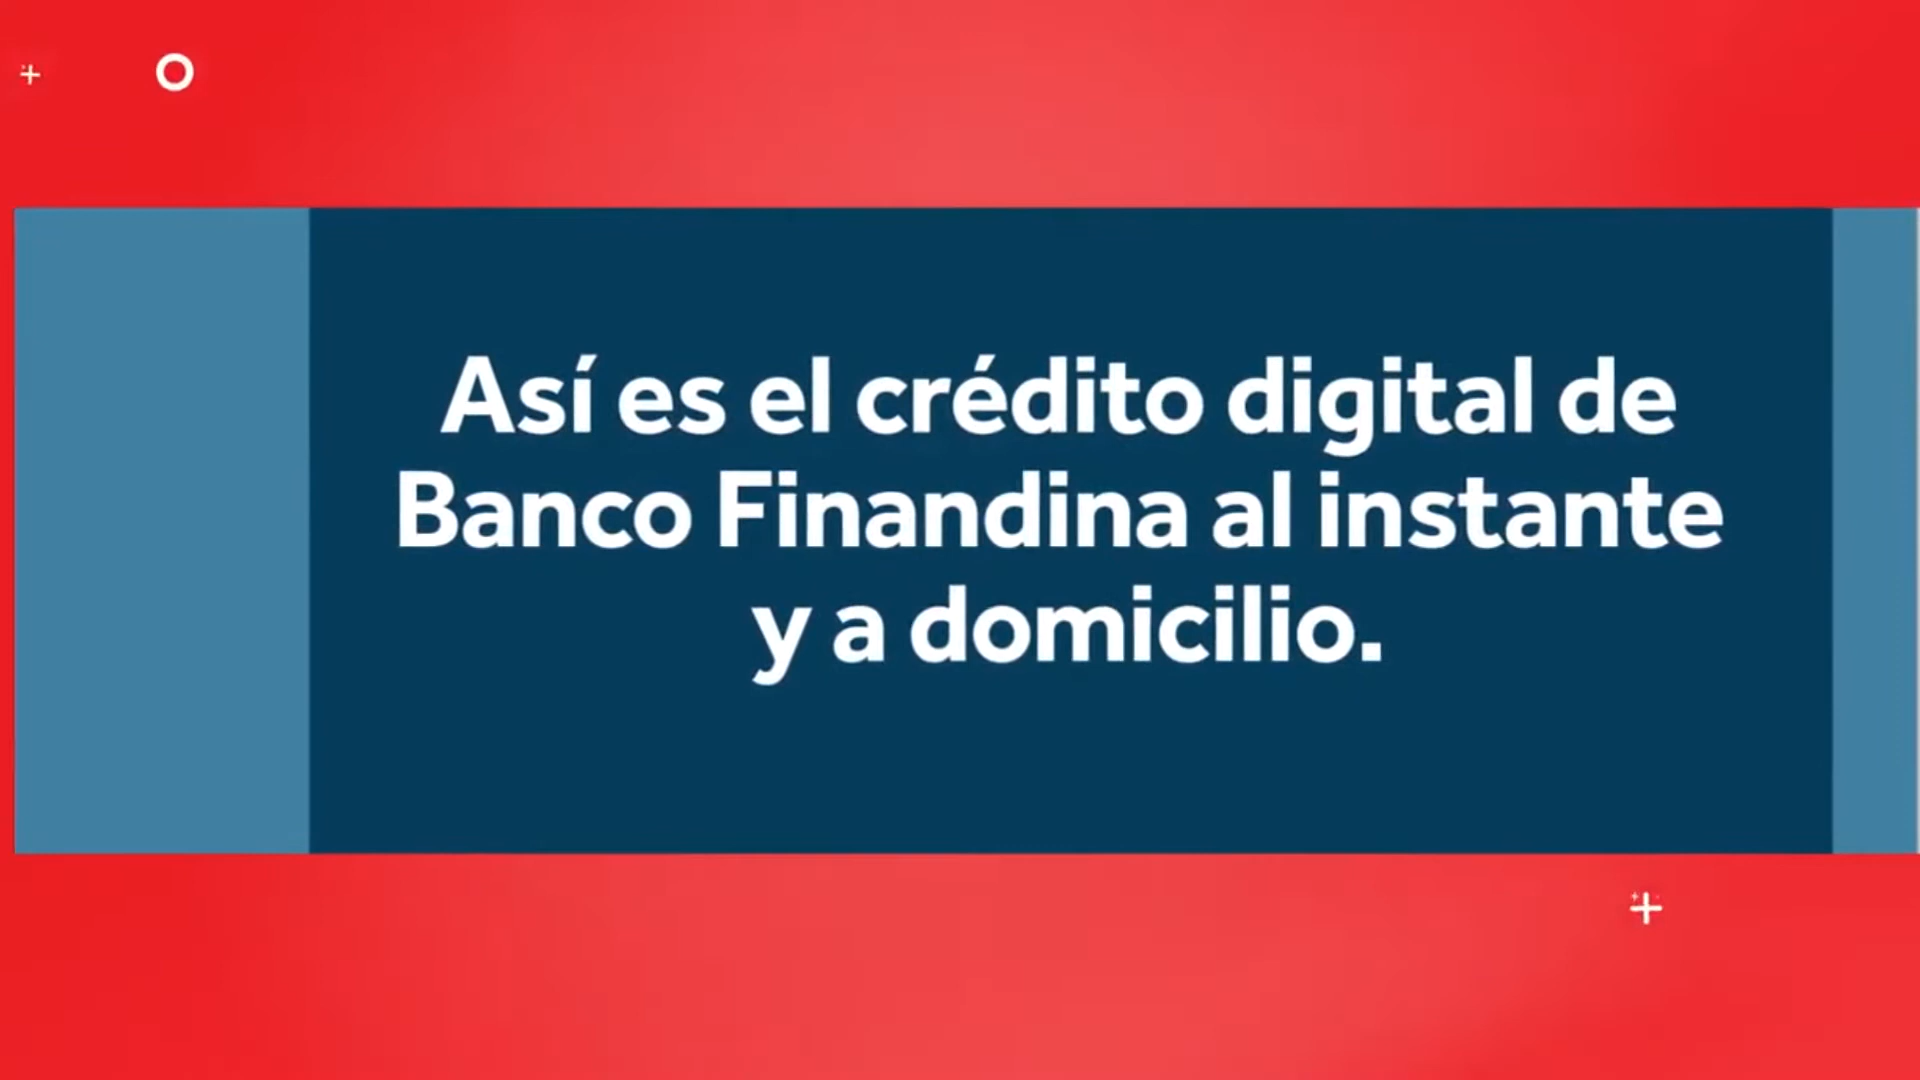 Así es el crédito digital de
Banco Finandina al instante
y a domicilio.